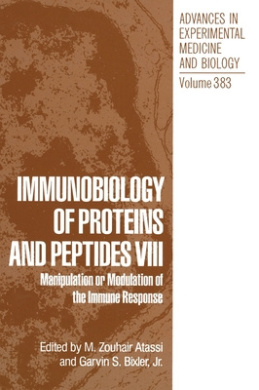 ADVANCES IN
EXPERIMENTAL
MEDICINE
AND BIOLOGY
Volume 383
IMMUNOBIOLOGY
OF PROTEINS
AND PEPTIDES VIII
Manipulation or Modulation of
the Immune Response
Edited by M. Zouhair Atassi
and Garvin S. Bixler, Jr.